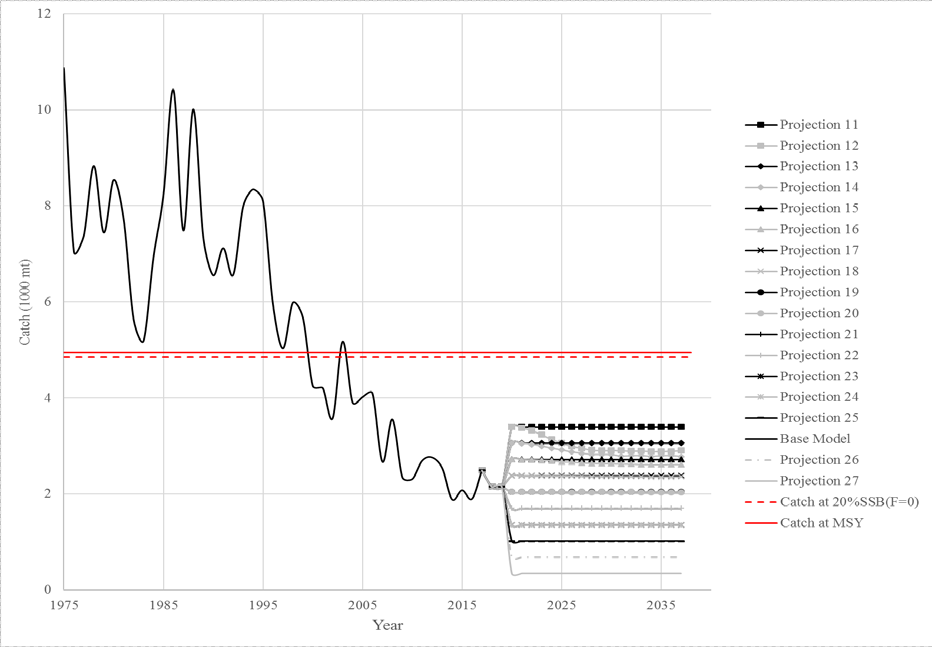 12
10
8
6
4
2
0
Catch (1000 mt)
1975
1985
1995
2005
2015
2025
2035
Year
Projection 11
Projection 12
Projection 13
Projection 14
Projection 15
Projection 16
Projection 17
Projection 18
Projection 19
Projection 20
Projection 21
Projection 22
Projection 23
Projection 24
Projection 25
Base Model
Projection 26
Projection 27
Catch at 20%SSB(F=0)
Catch at MSY